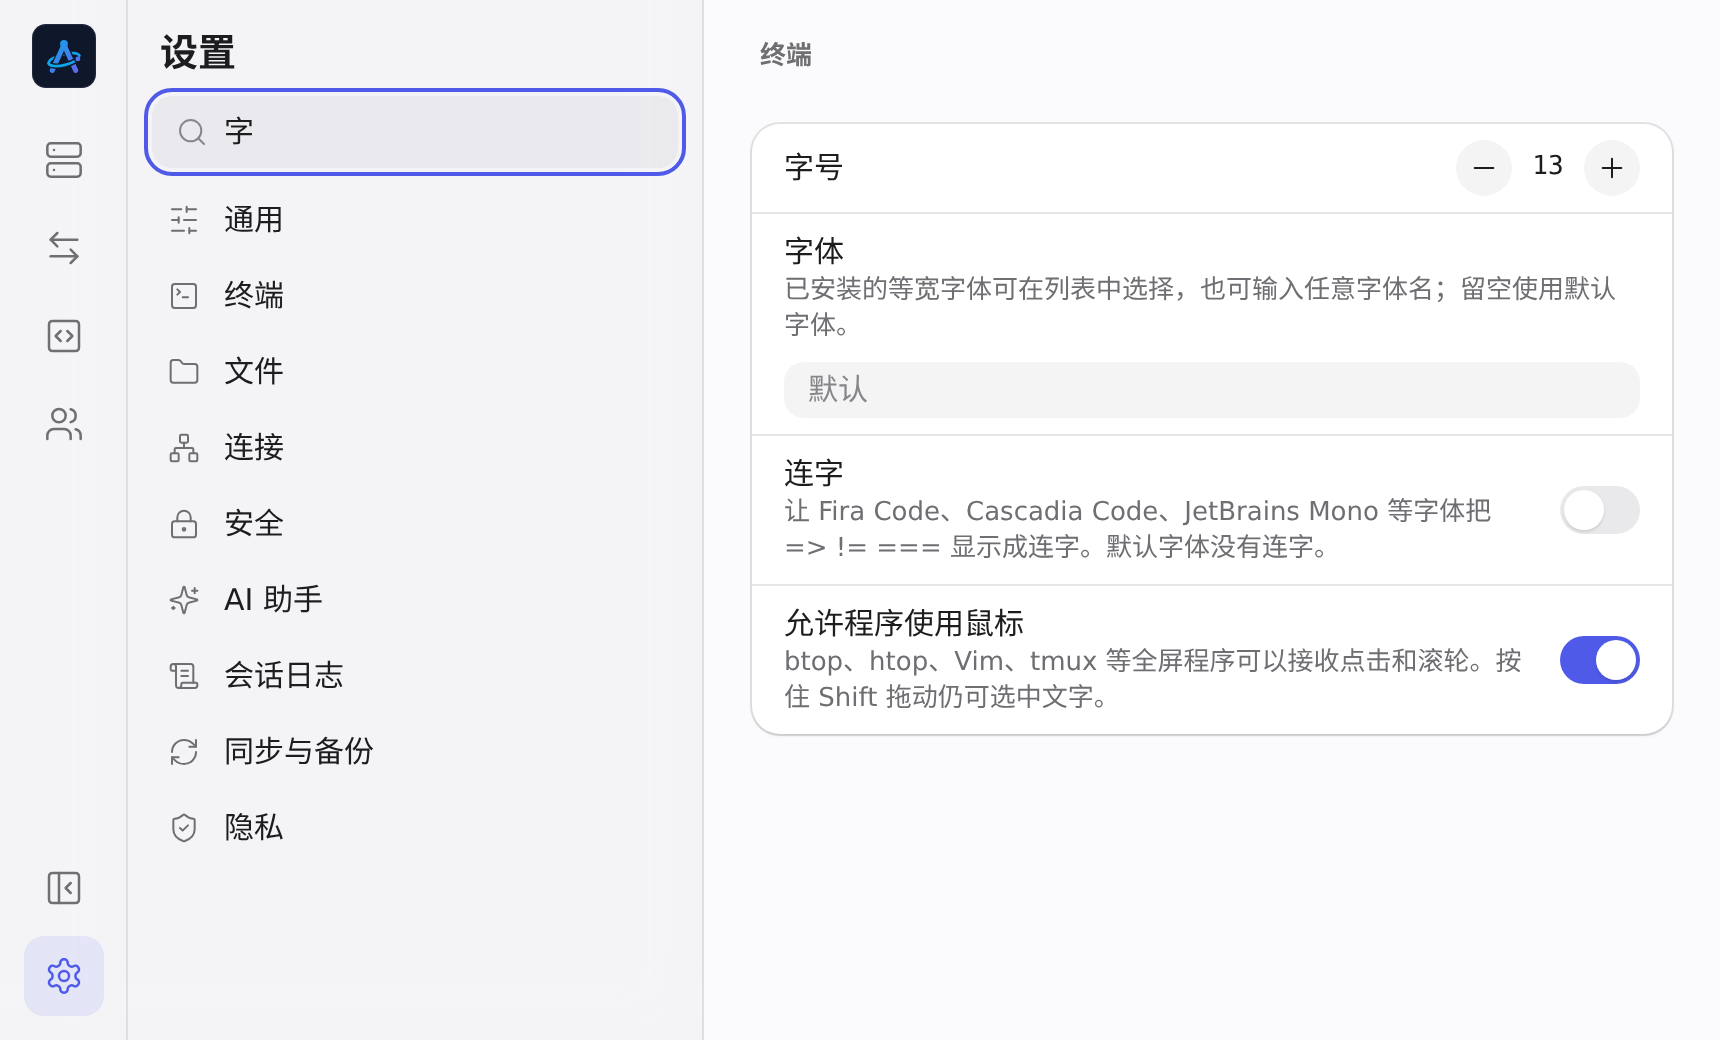 设置
字
通用
终端
文件
连接
安全
AI 助手
会话日志
同步与备份
隐私
终端
字号
13
字体
已安装的等宽字体可在列表中选择，也可输入任意字体名；留空使用默认
字体。
默认
连字
让 Fira Code、Cascadia Code、JetBrains Mono 等字体把
=> != === 显示成连字。默认字体没有连字。
允许程序使用鼠标
btop、htop、Vim、tmux 等全屏程序可以接收点击和滚轮。按
住 Shift 拖动仍可选中文字。